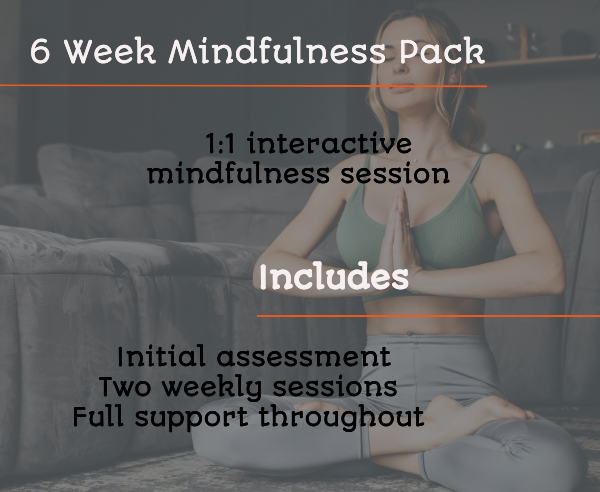 6 Week Mindfulness Pack
1:1 interactive
mindfulness session
Includes
Initial assessment
Two weekly sessions
Full support throughout